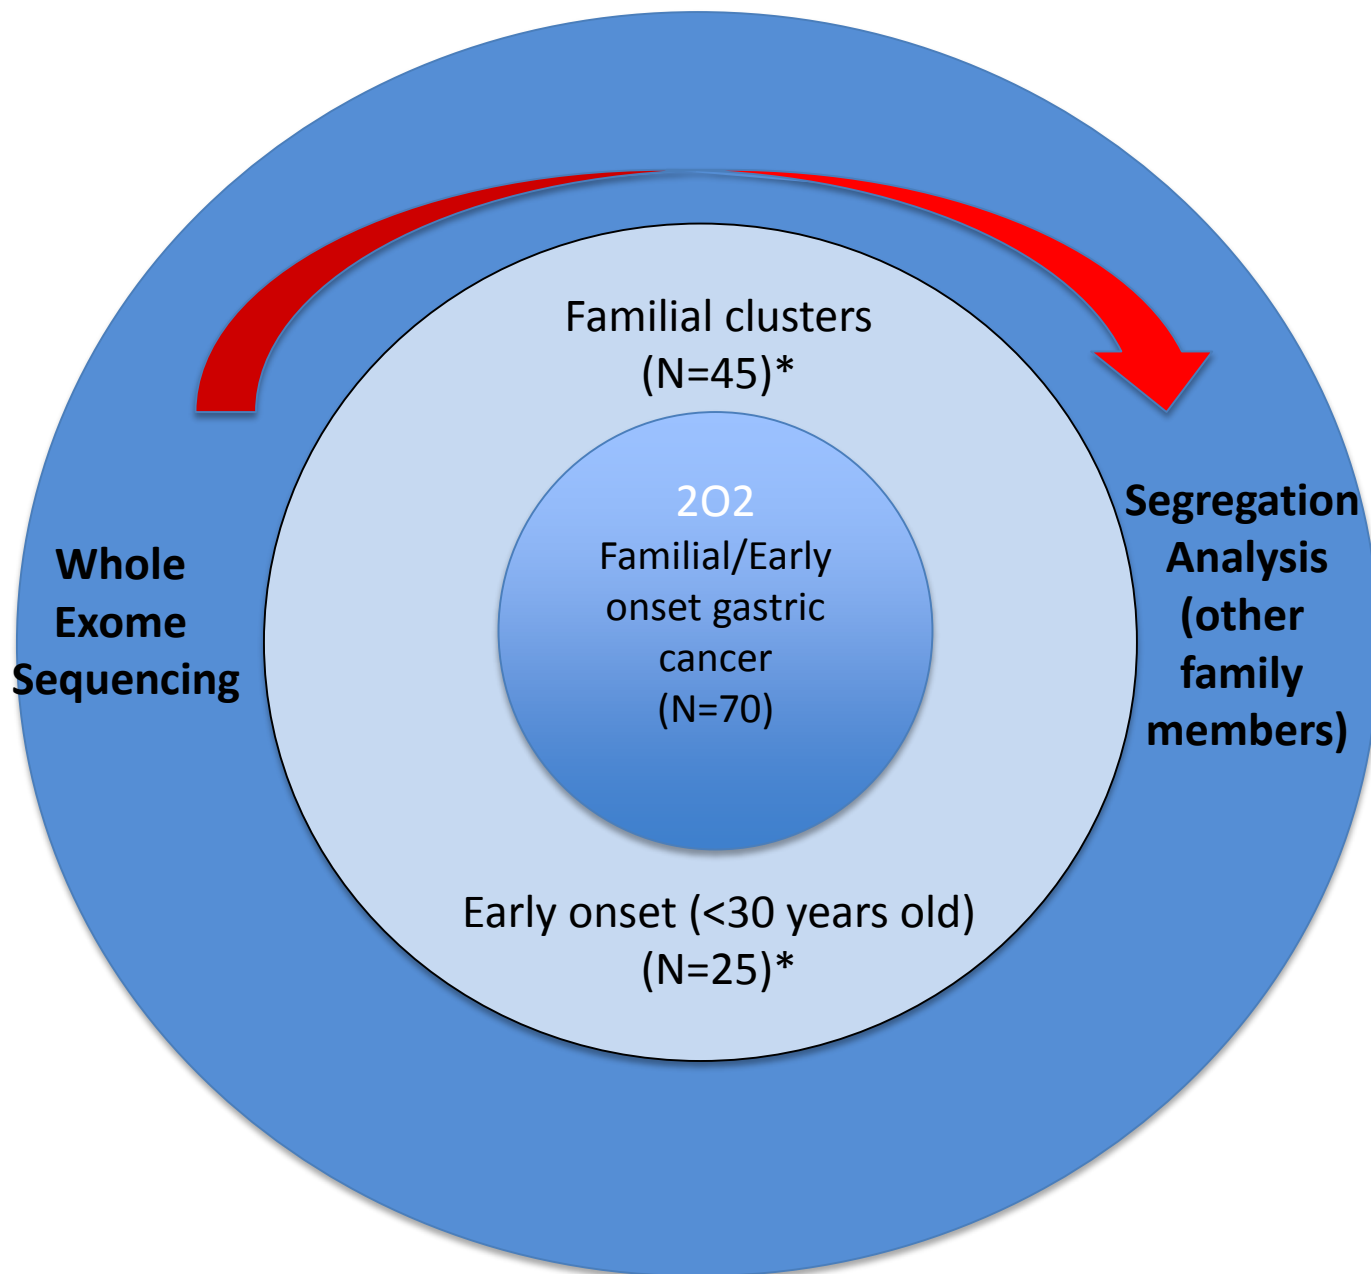 Familial clusters
(N=45)*
2O2
Familial/Early
onset gastric
cancer
(N=70)
Early onset (<30 years old)
(N=25)*
Whole
Exome
Sequencing
Segregation
Analysis
(other
family
members)